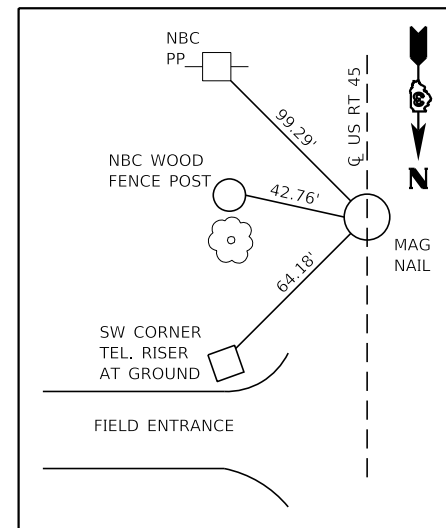 NBC
PP
99.29'
℄ US RT 45
NBC WOOD
FENCE POST
42.76'
N
MAG
NAIL
64.18'
SW CORNER
TEL. RISER
AT GROUND
FIELD ENTRANCE